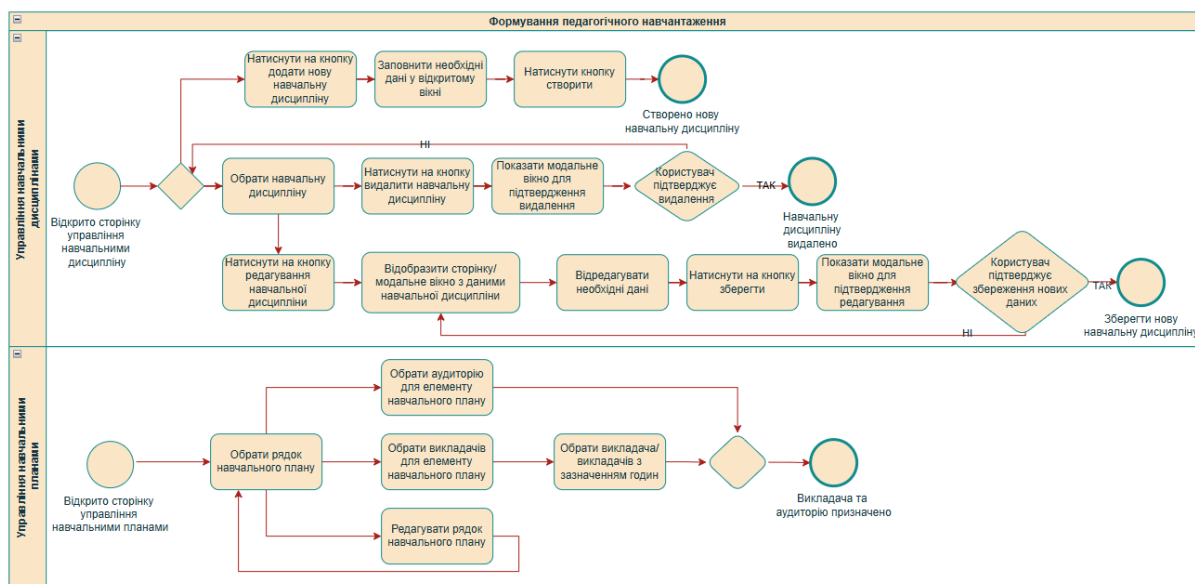 Формування педагогічного навчантаження
Управління навчальними
дисциплінами
Натиснути на кнопку
додати нову
навчальну
дисципліну
Заповнити необхідні
дані у відкритому
вікні
Натиснути кнопку
створити
Створено нову
навчальну дисципліну
НІ
Відкрито сторінку
управління
навчальними
дисципліну
Обрати навчальну
дисципліну
Натиснути на кнопку
видалити навчальну
дисципліну
Показати модальне
вікно для
підтвердження
видалення
Користувач
підтверджує
видалення
ТАК
Навчальну
дисципліну
видалено
Натиснути на кнопку
редагування
навчальної
дисципліни
Відобразити сторінку/
модальне вікно з даними
навчальної дисципліни
Відредагувати
необхідні дані
Натиснути на кнопку
зберегти
Показати модальне
вікно для
підтвердження
редагування
Користувач
підтверджує
збереження нових
даних
ТАК
Зберегти нову
навчальну дисципліну
НІ
Управління навчальними
планами
Відкрито сторінку
управління
навчальними планами
Обрати рядок
навчального плану
Обрати аудиторію
для елементу
навчального плану
Обрати викладачів
для елементу
навчального плану
Обрати викладача/
викладачів з
зазначенням годин
Викладача та
аудиторію призначено
Редагувати рядок
навчального плану